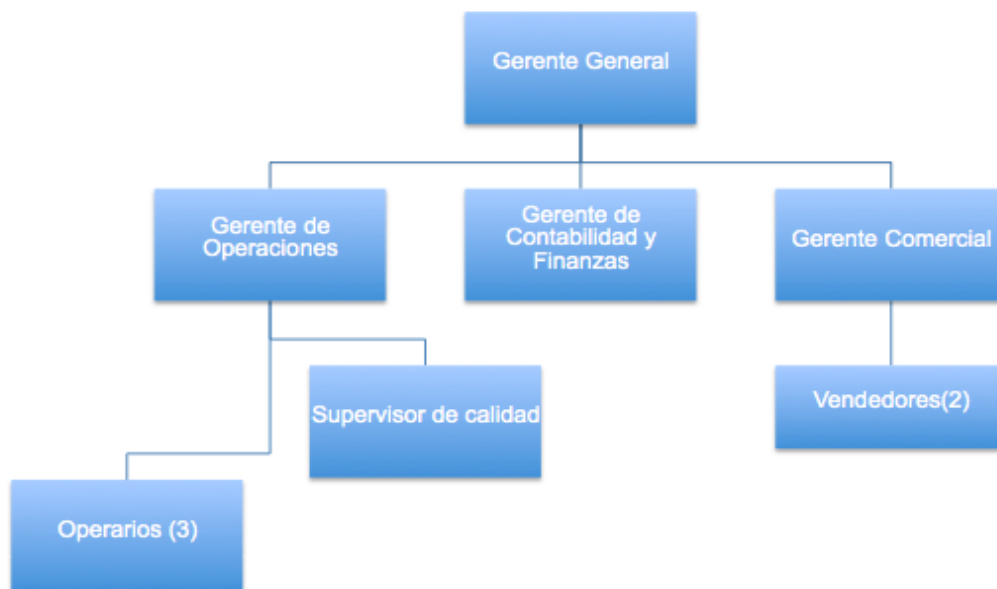 Gerente General
Gerente de
Operaciones
Gerente de
Contabilidad y
Finanzas
Gerente Comercial
Supervisor de calidad
Vendedores(2)
Operarios (3)